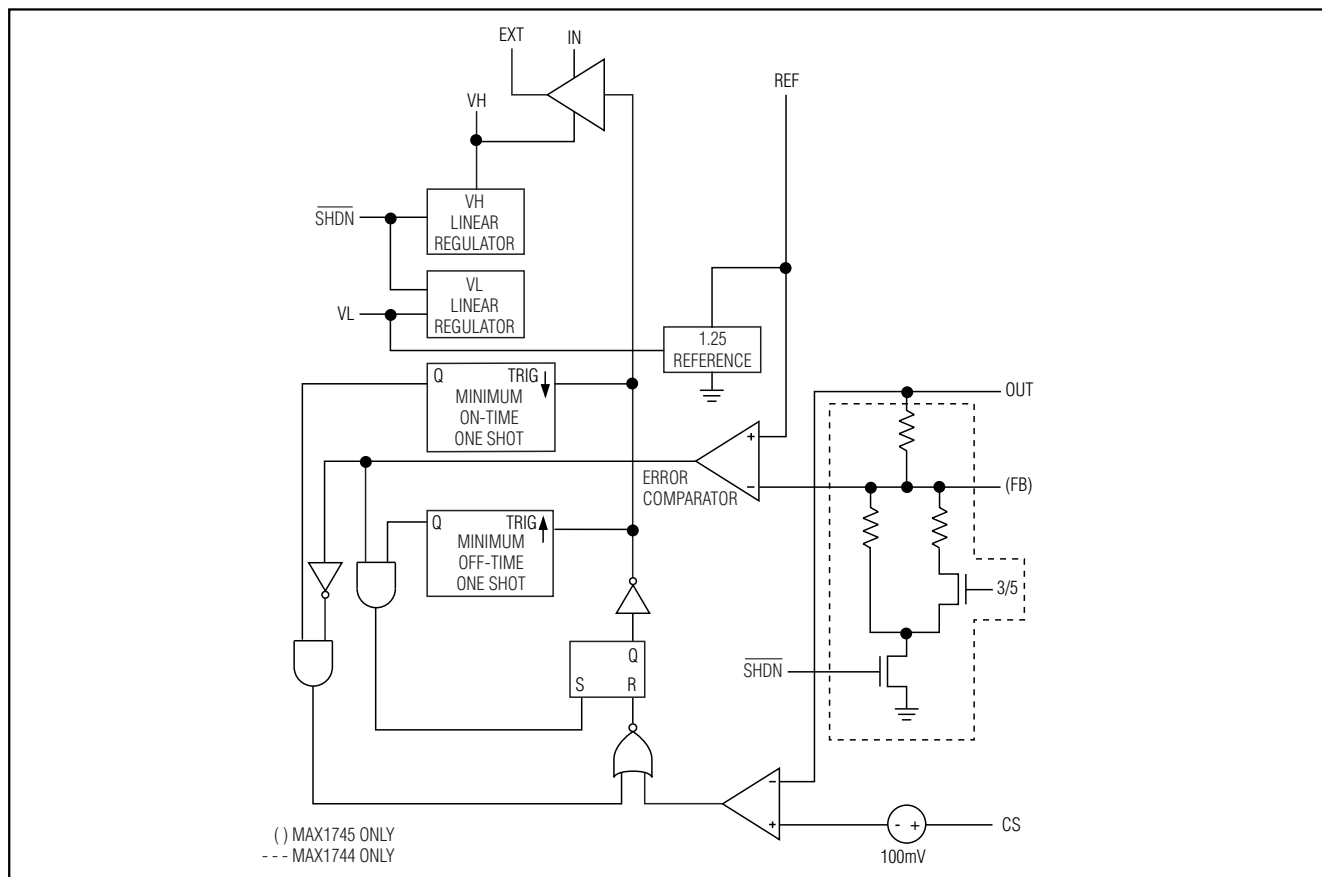 EXT
IN
REF
VH
SHDN
VH
LINEAR
REGULATOR
VL
LINEAR
REGULATOR
VL
1.25
REFERENCE
Q
TRIG
MINIMUM
ON-TIME
ONE SHOT
OUT
+
-
ERROR
COMPARATOR
(FB)
Q
TRIG
MINIMUM
OFF-TIME
ONE SHOT
3/5
Q
S
R
SHDN
-
+
- +
CS
100mV
( ) MAX1745 ONLY
- - - MAX1744 ONLY